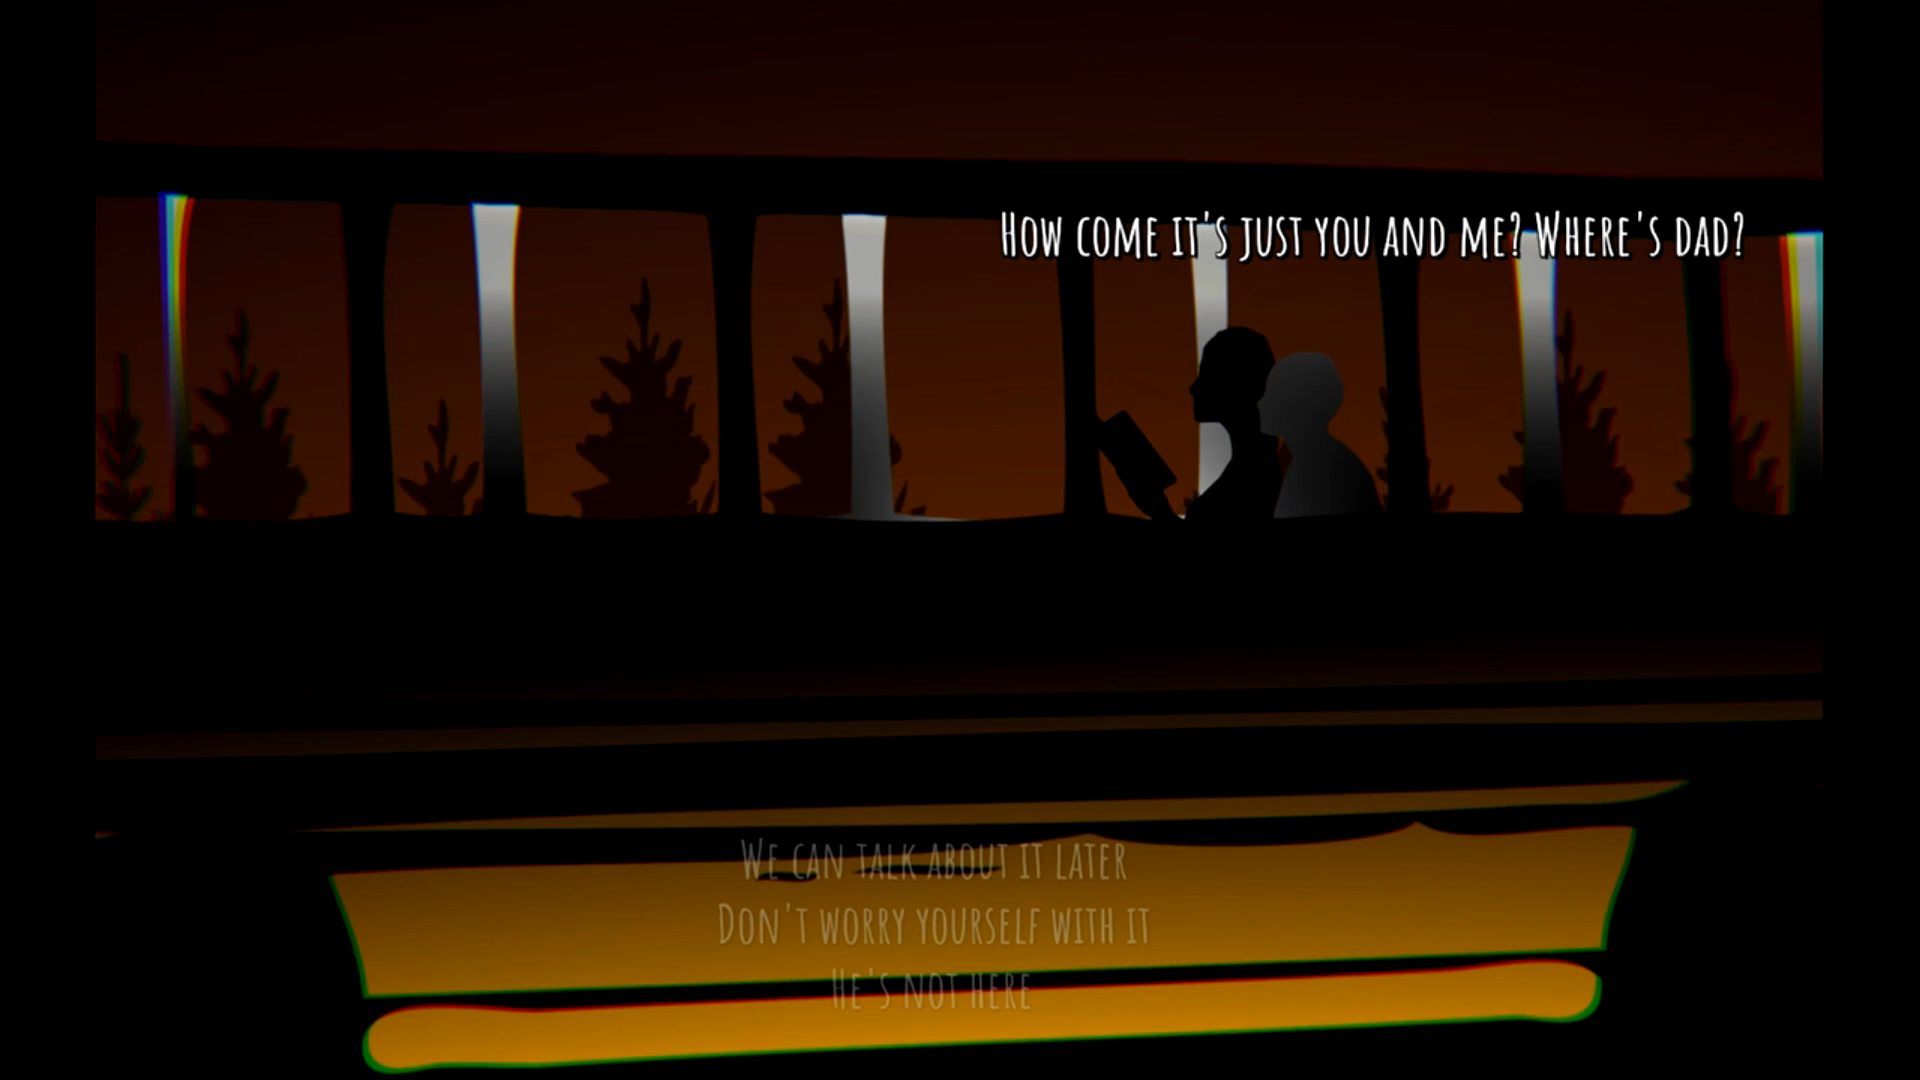 How come it's just you and me? Where's dad?
We can talk about it later
Don't worry yourself with it
He's not here